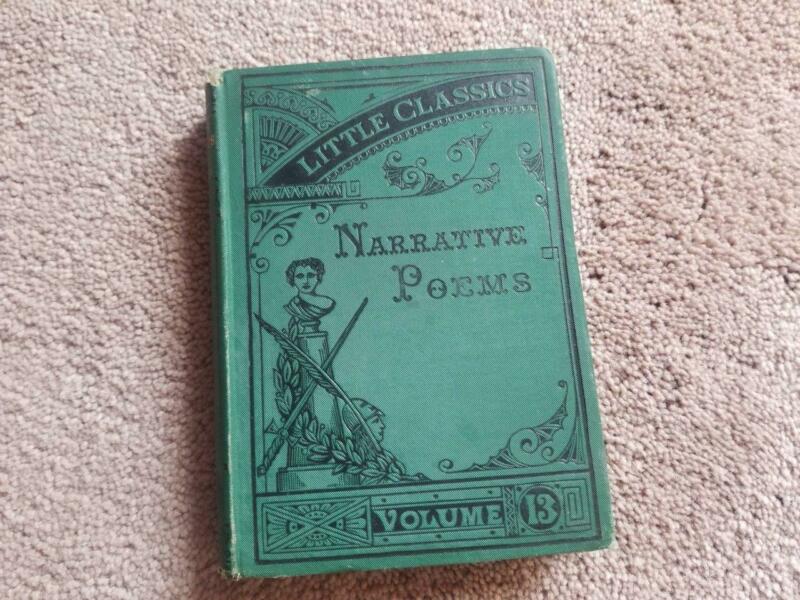 LITTLE CLASSICS
NARRATIVE
POEMS
VOLUME 13